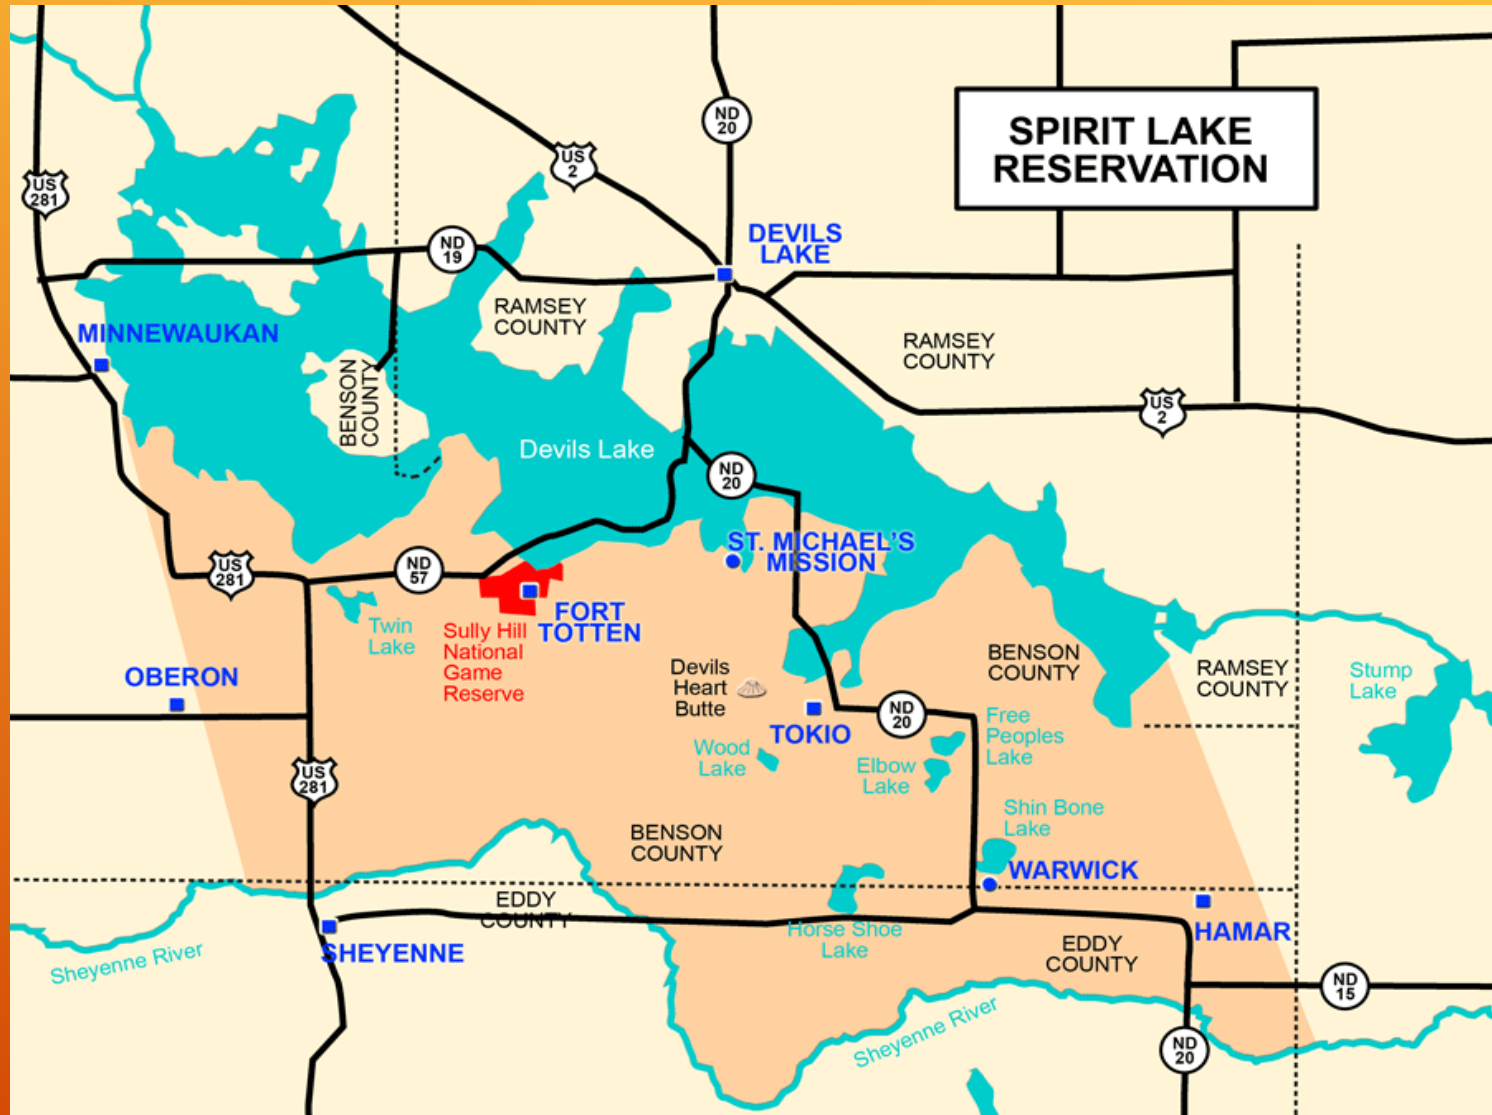 SPIRIT LAKE
RESERVATION
ND
20
US
2
US
281
ND
19
DEVILS
LAKE
RAMSEY
COUNTY
MINNEWAUKAN
RAMSEY
COUNTY
BENSON
COUNTY
US
2
Devils Lake
ND
20
ST. MICHAEL'S
MISSION
US
281
ND
57
FORT
TOTTEN
Twin
Lake
Sully Hill
National
Game
Reserve
OBERON
Devils
Heart
Butte
BENSON
COUNTY
RAMSEY
COUNTY
Stump
Lake
TOKIO
ND
20
Free
Peoples
Lake
Wood
Lake
Elbow
Lake
US
281
Shin Bone
Lake
BENSON
COUNTY
WARWICK
EDDY
COUNTY
HAMAR
Horse Shoe
Lake
SHEYENNE
EDDY
COUNTY
Sheyenne River
ND
15
Sheyenne River
ND
20